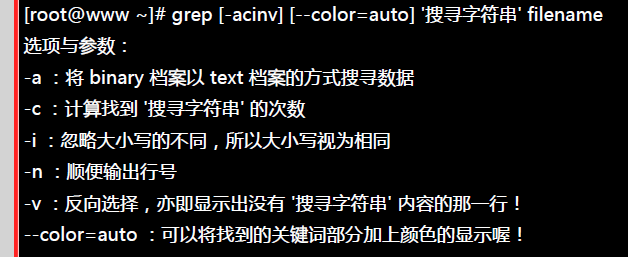 [root@www ~]# grep [-acinv] [--color=auto] '搜寻字符串' filename
选项与参数：
-a ：将 binary 档案以 text 档案的方式搜寻数据
-c ：计算找到 '搜寻字符串' 的次数
-i ：忽略大小写的不同，所以大小写视为相同
-n ：顺便输出行号
-v ：反向选择，亦即显示出没有 '搜寻字符串' 内容的那一行！
--color=auto ：可以将找到的关键词部分加上颜色的显示喔！